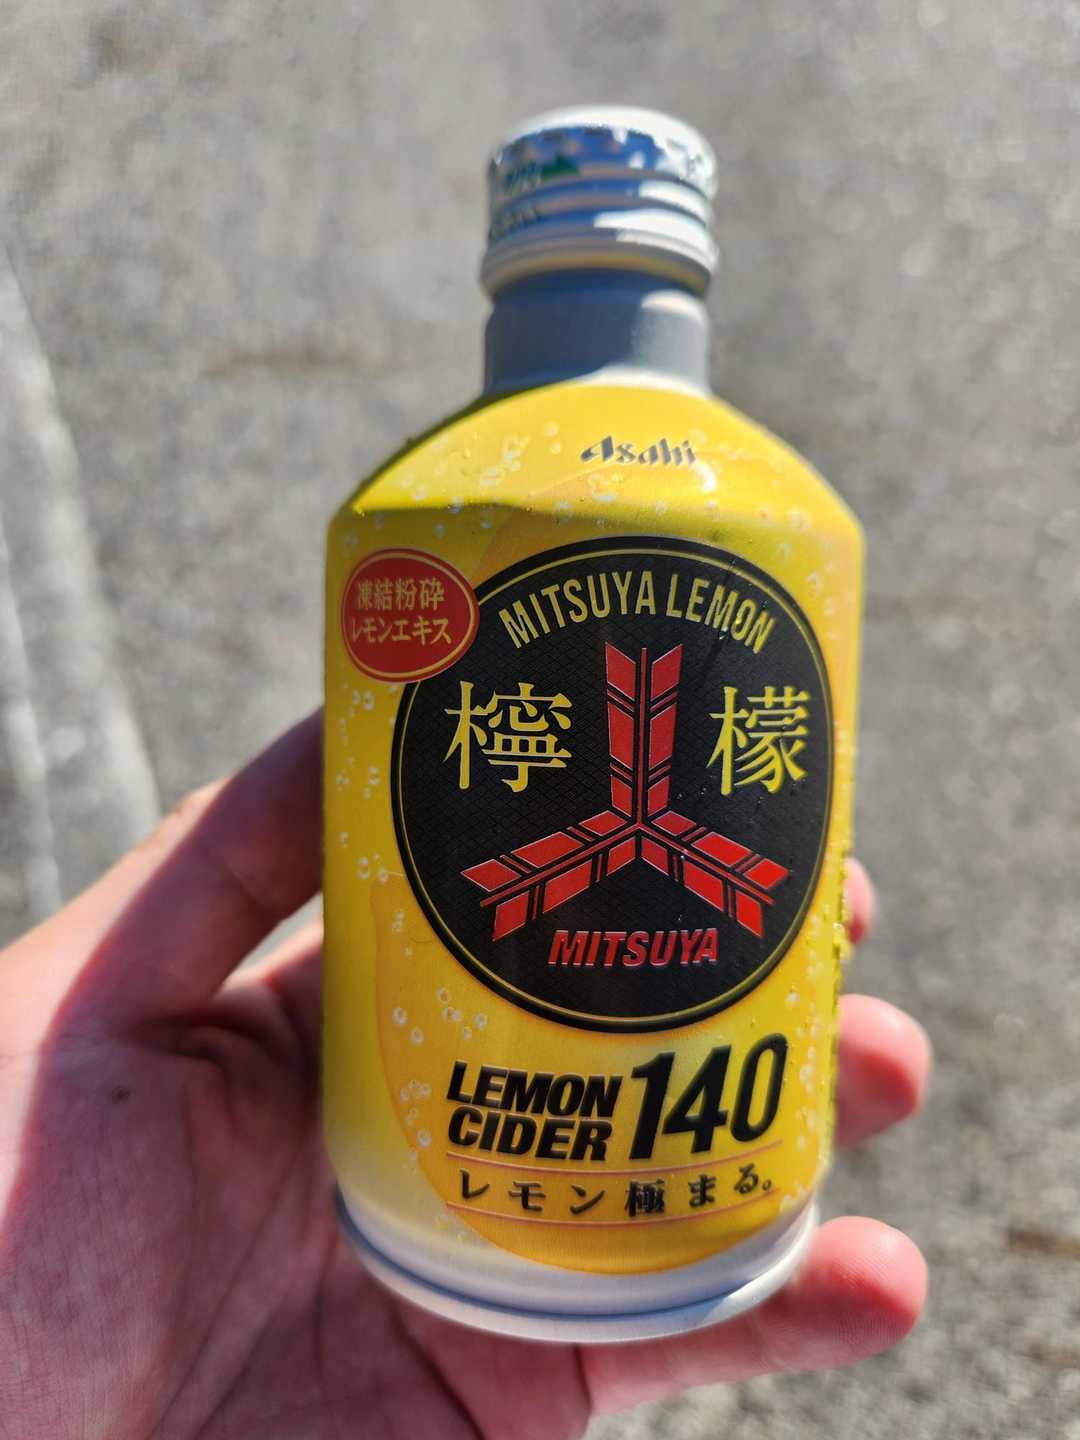 Asahi
凍結粉砕
レモンエキス
MITSUYA LEMON
檸檬
MITSUYA
LEMON
CIDER
140
レモン極まる。